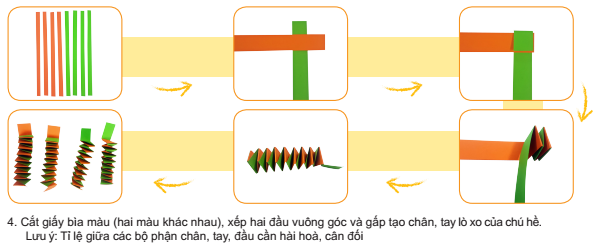 4. Cắt giấy bìa màu (hai màu khác nhau), xếp hai đầu vuông góc và gấp tạo chân, tay lò xo của chú hề.
Lưu ý: Tỉ lệ giữa các bộ phận chân, tay, đầu cần hài hoà, cân đối